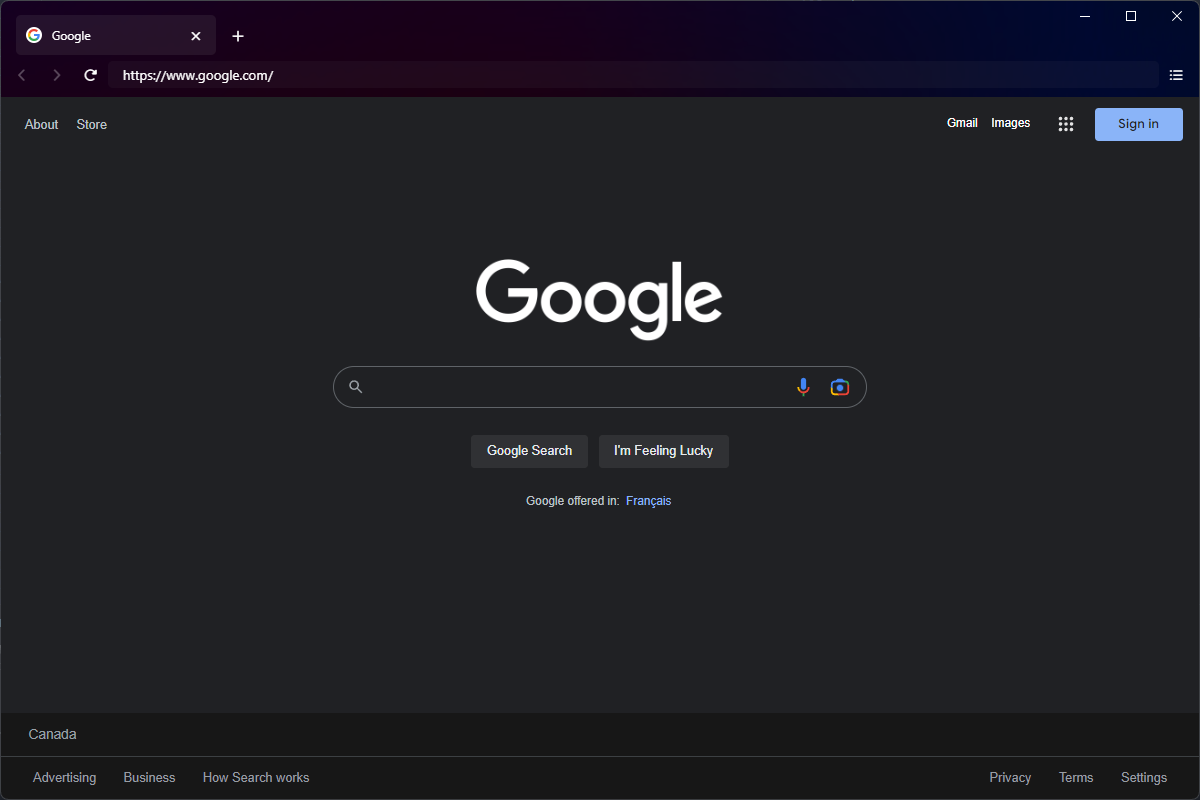 Google
https://www.google.com/
About Store Gmail Images Sign in
Google
Google Search I'm Feeling Lucky
Google offered in: Français
Canada
Advertising Business How Search works Privacy Terms Settings